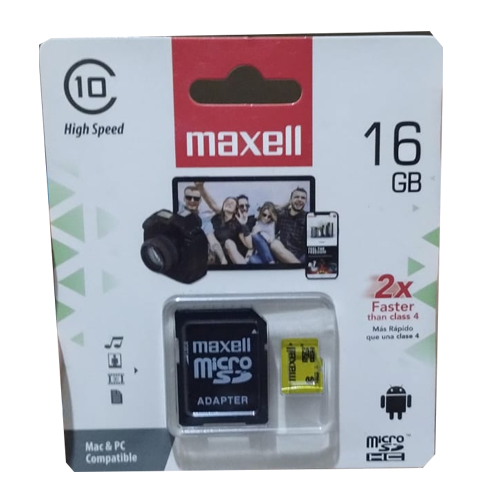 10
High Speed
maxell
16
GB
2x
Faster
than class 4
Más Rápido
que una clase 4
maxell
micro
SD
ADAPTER
maxell
Mac & PC
Compatible
micro
SD
HC